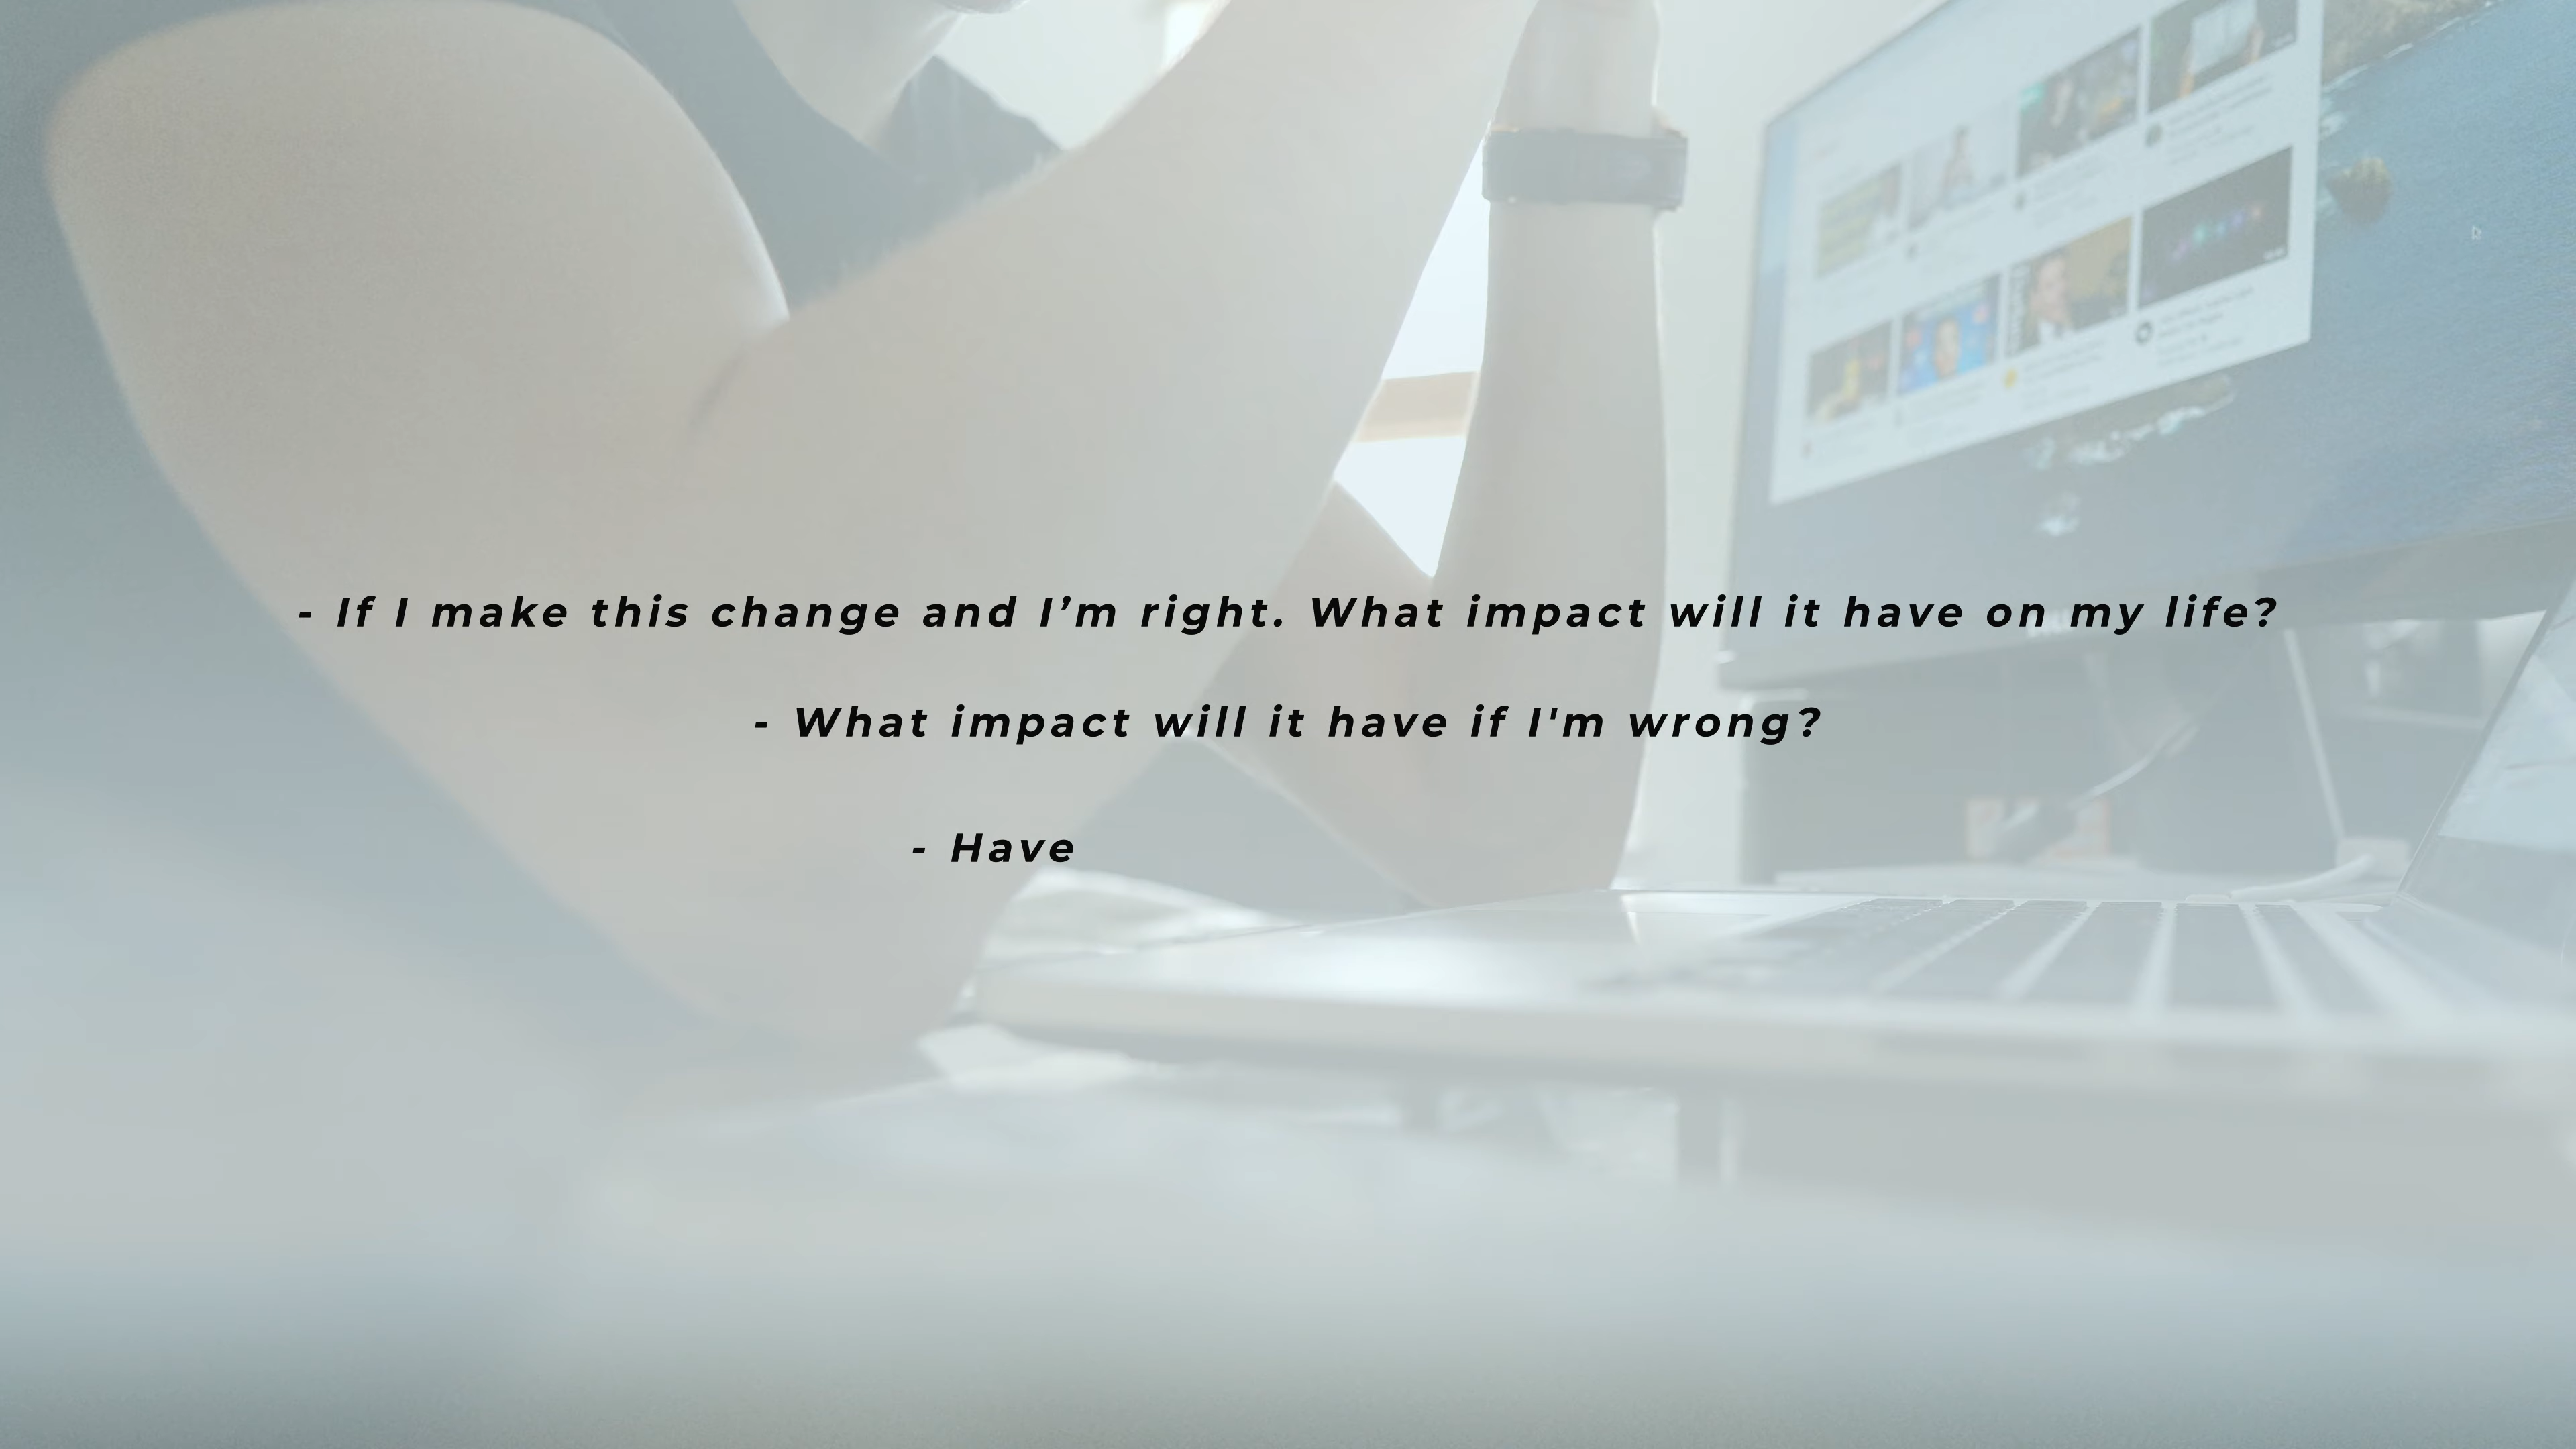 - If I make this change and I’m right. What impact will it have on my life?
- What impact will it have if I'm wrong?
- Have